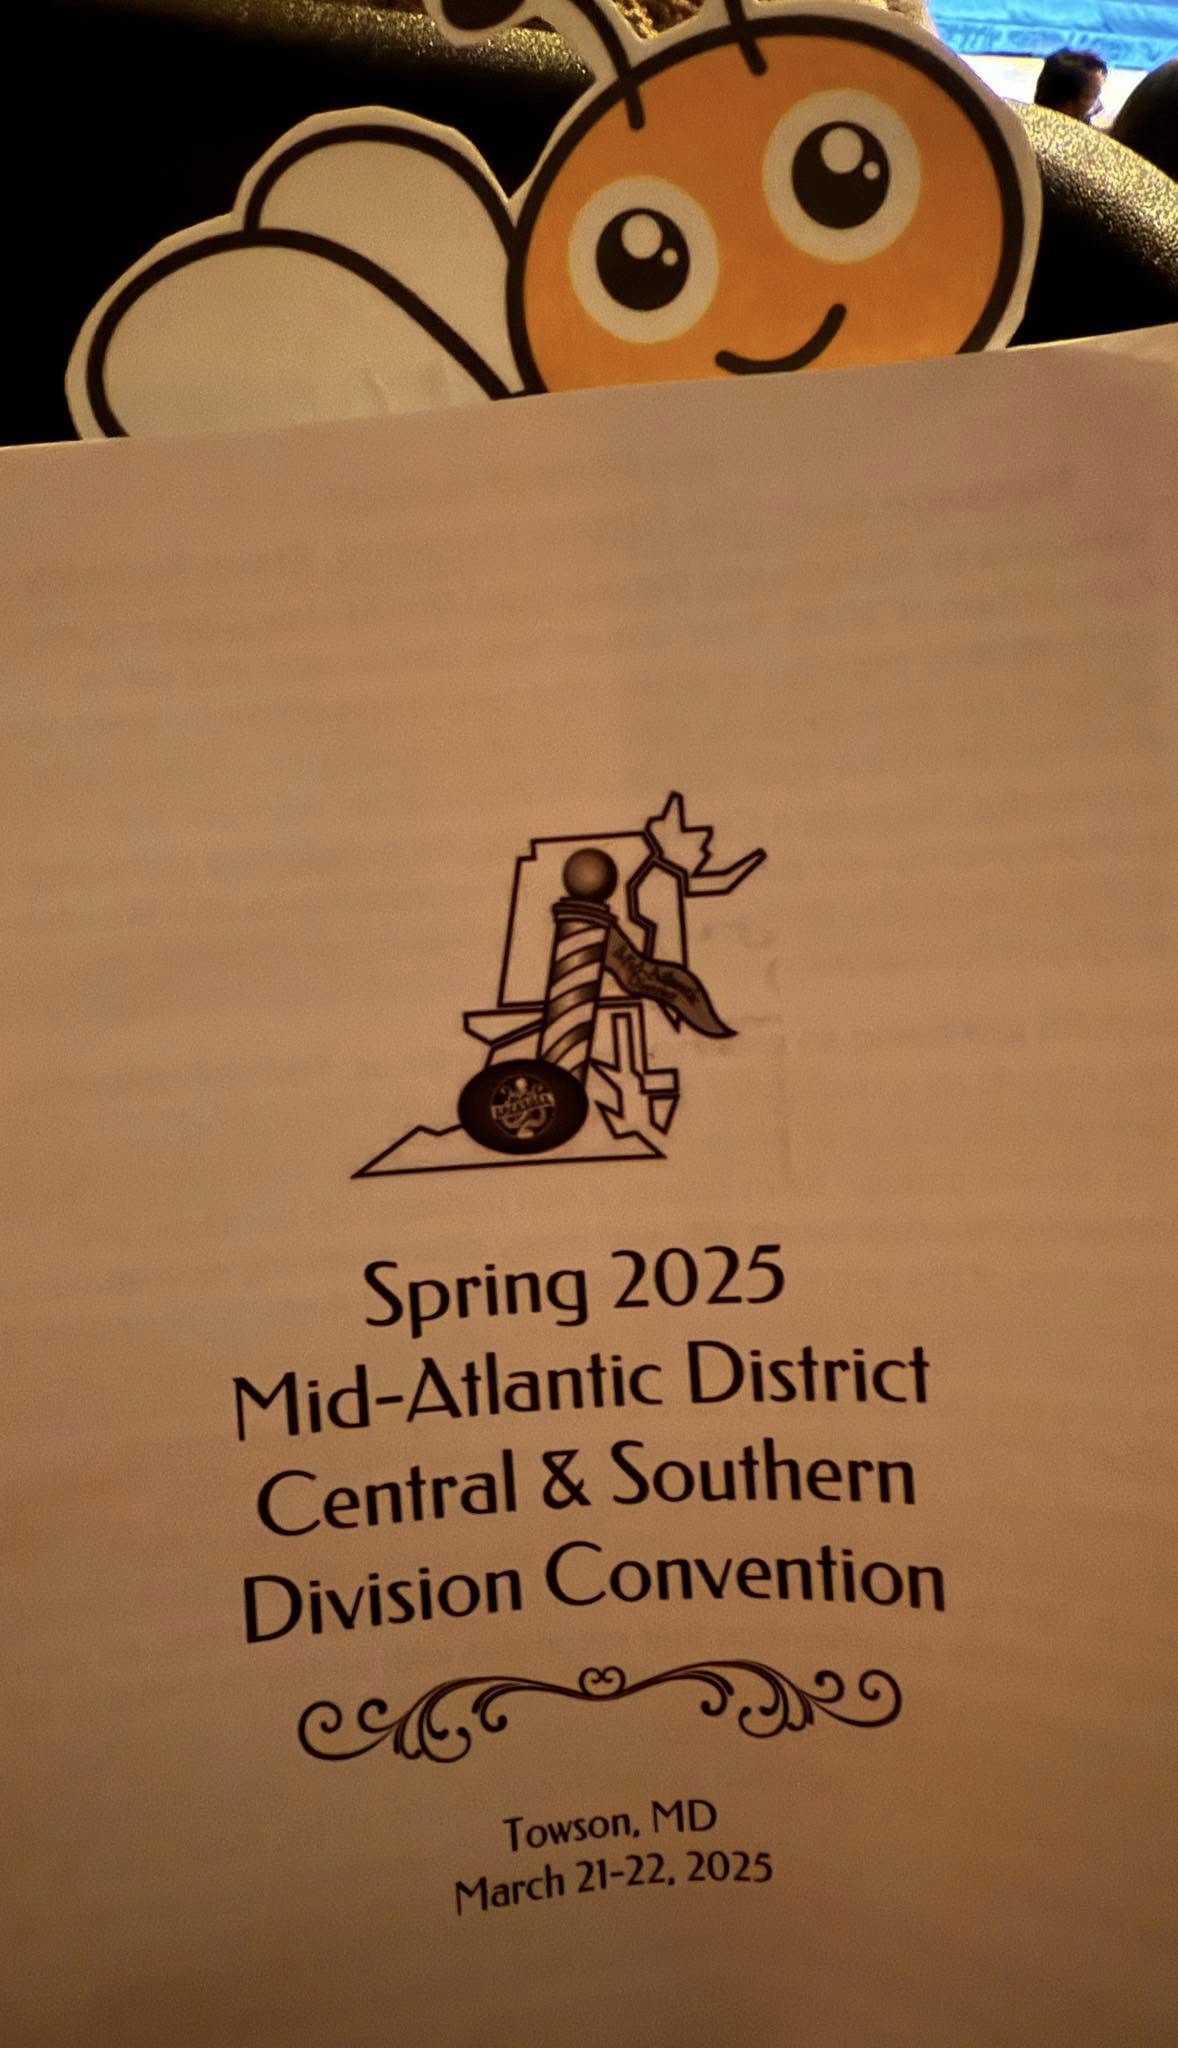 Spring 2025
Mid-Atlantic District
Central & Southern
Division Convention
Towson, MD
March 21-22, 2025